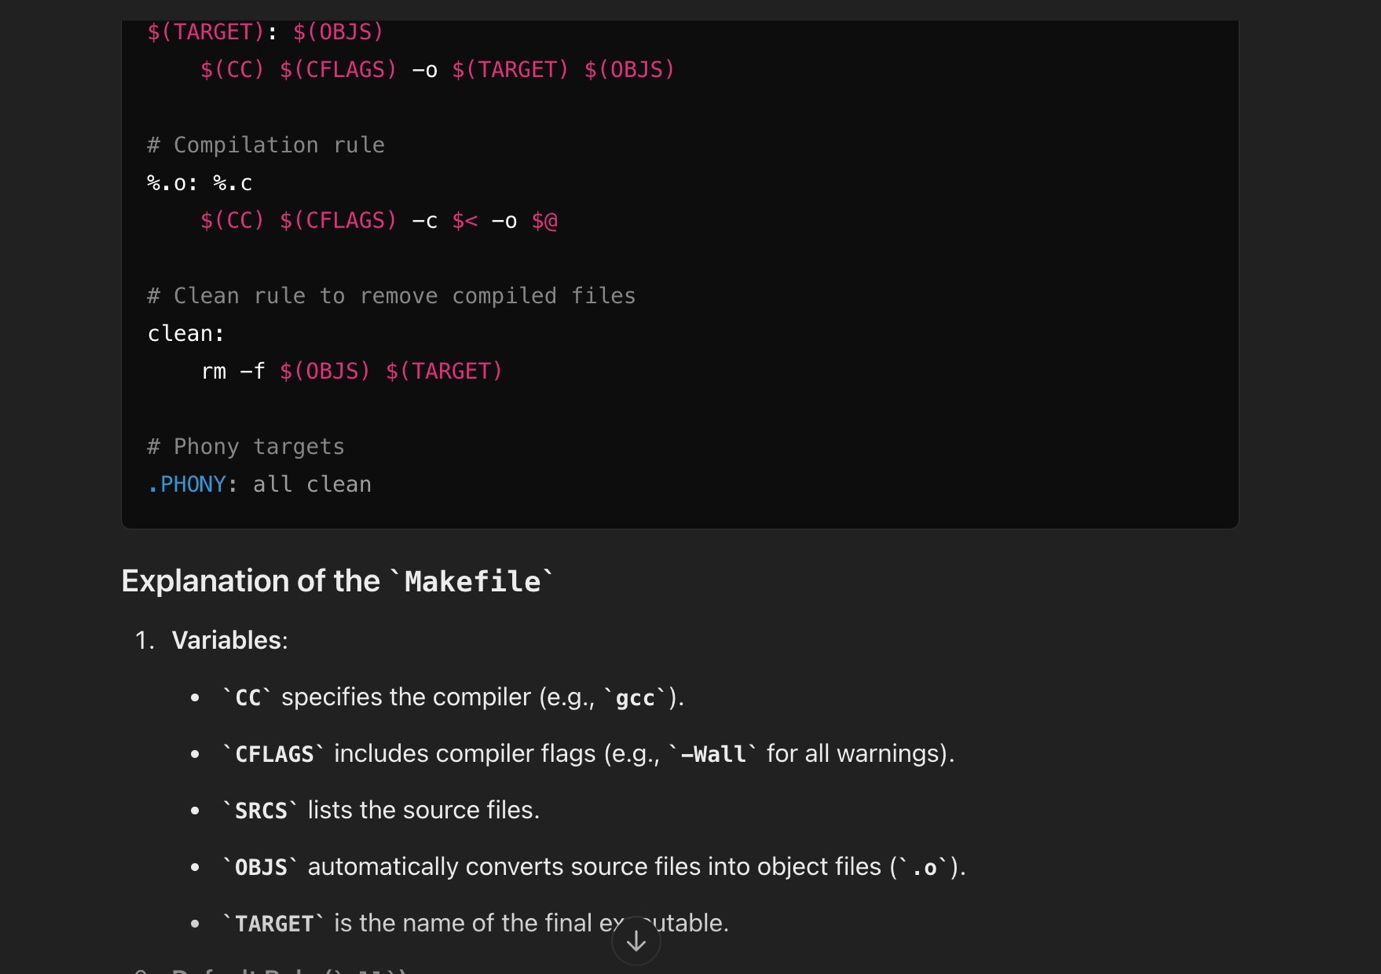 $(TARGET): $(OBJS)
$(CC) $(CFLAGS) -o $(TARGET) $(OBJS)
# Compilation rule
%.o: %.c
$(CC) $(CFLAGS) -c $< -o $@
# Clean rule to remove compiled files
clean:
rm -f $(OBJS) $(TARGET)
# Phony targets
.PHONY: all clean
Explanation of the `Makefile`
1. Variables:
• `CC` specifies the compiler (e.g., `gcc`).
• `CFLAGS` includes compiler flags (e.g., `-Wall` for all warnings).
• `SRCS` lists the source files.
• `OBJS` automatically converts source files into object files (`.o`).
• `TARGET` is the name of the final executable.